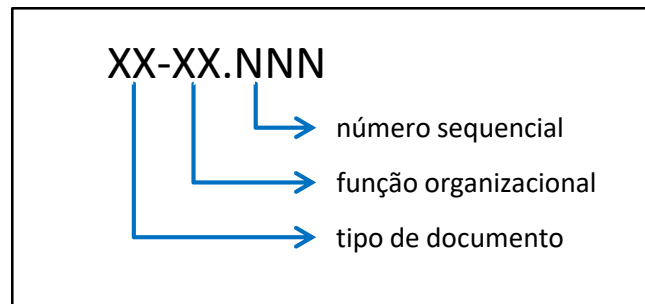 XX-XX.NNN
número sequencial
função organizacional
tipo de documento